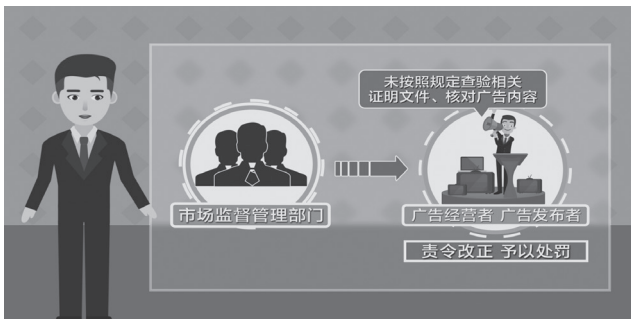 未按照规定查验相关
证明文件、核对广告内容
市场监督管理部门
广告经营者 广告发布者
责令改正 予以处罚